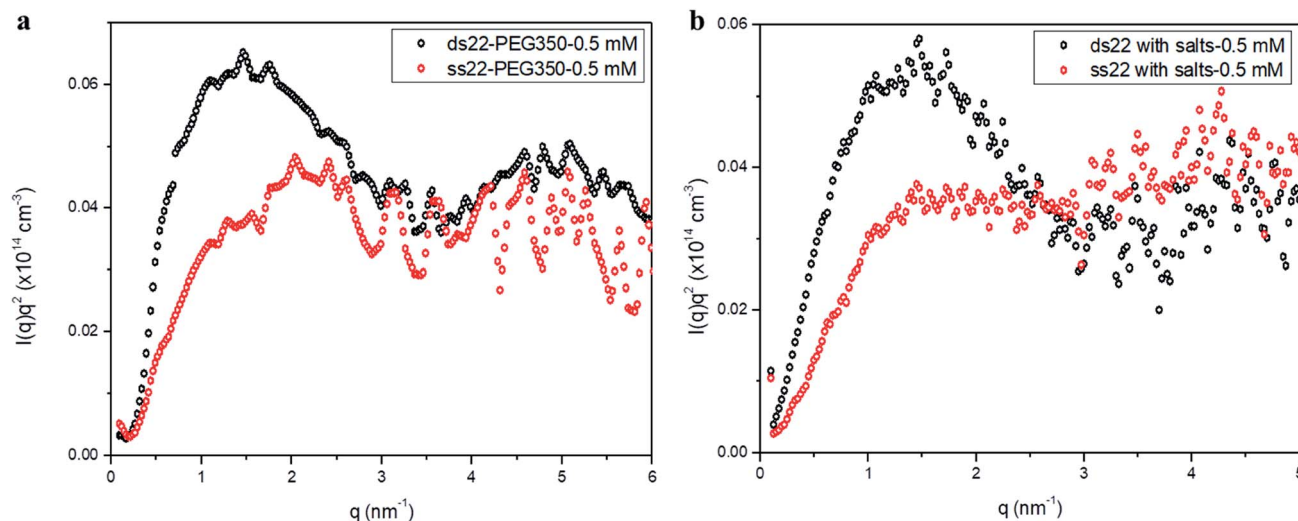 a
ds22-PEG350-0.5 mM
ss22-PEG350-0.5 mM
I(q)q² (x10¹⁴ cm⁻³)
0.06
0.04
0.02
0.00
0 1 2 3 4 5 6
q (nm⁻¹)
b
ds22 with salts-0.5 mM
ss22 with salts-0.5 mM
I(q)q² (x10¹⁴ cm⁻³)
0.06
0.04
0.02
0.00
0 1 2 3 4 5
q (nm⁻¹)